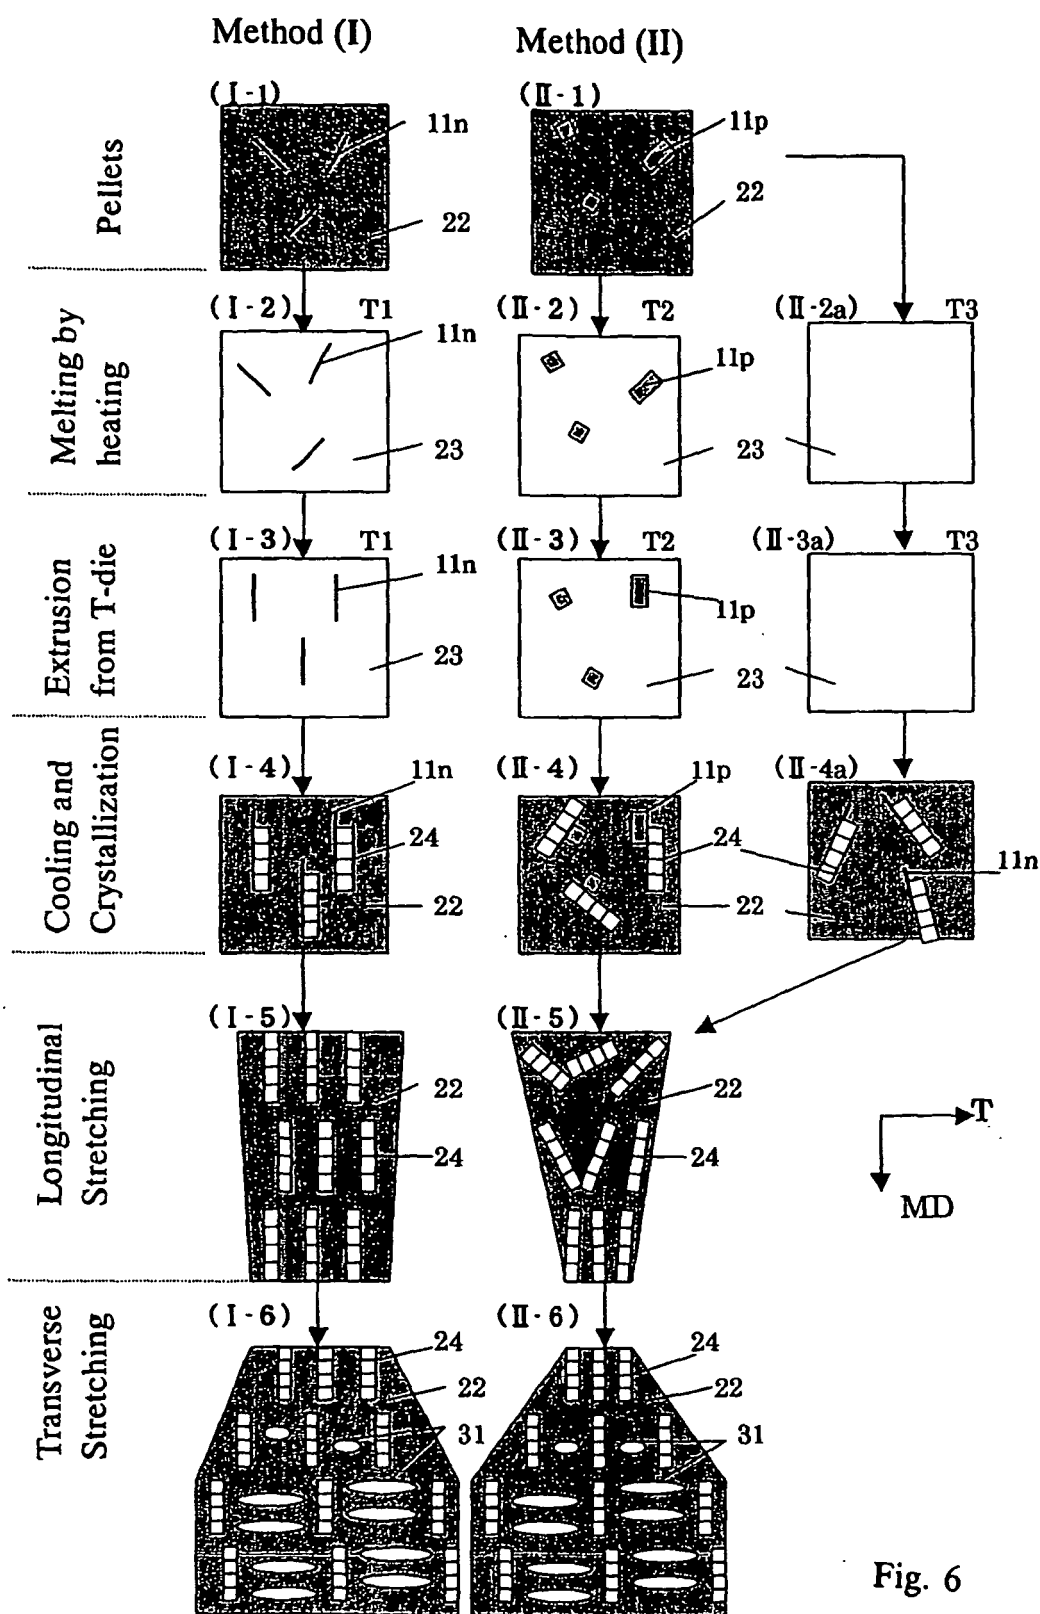 Method (I)
Method (II)
Pellets
(I-1)
11n
22
(II-1)
11p
22
Melting by
heating
(I-2)
T1
11n
23
(II-2)
T2
11p
23
(II-2a)
T3
Extrusion
from T-die
(I-3)
T1
11n
23
(II-3)
T2
11p
23
(II-3a)
T3
Cooling and
Crystallization
(I-4)
11n
24
22
(II-4)
11p
24
22
(II-4a)
11n
Longitudinal
Stretching
(I-5)
22
24
(II-5)
22
24
T
MD
Transverse
Stretching
(I-6)
24
22
31
(II-6)
24
22
31
Fig. 6